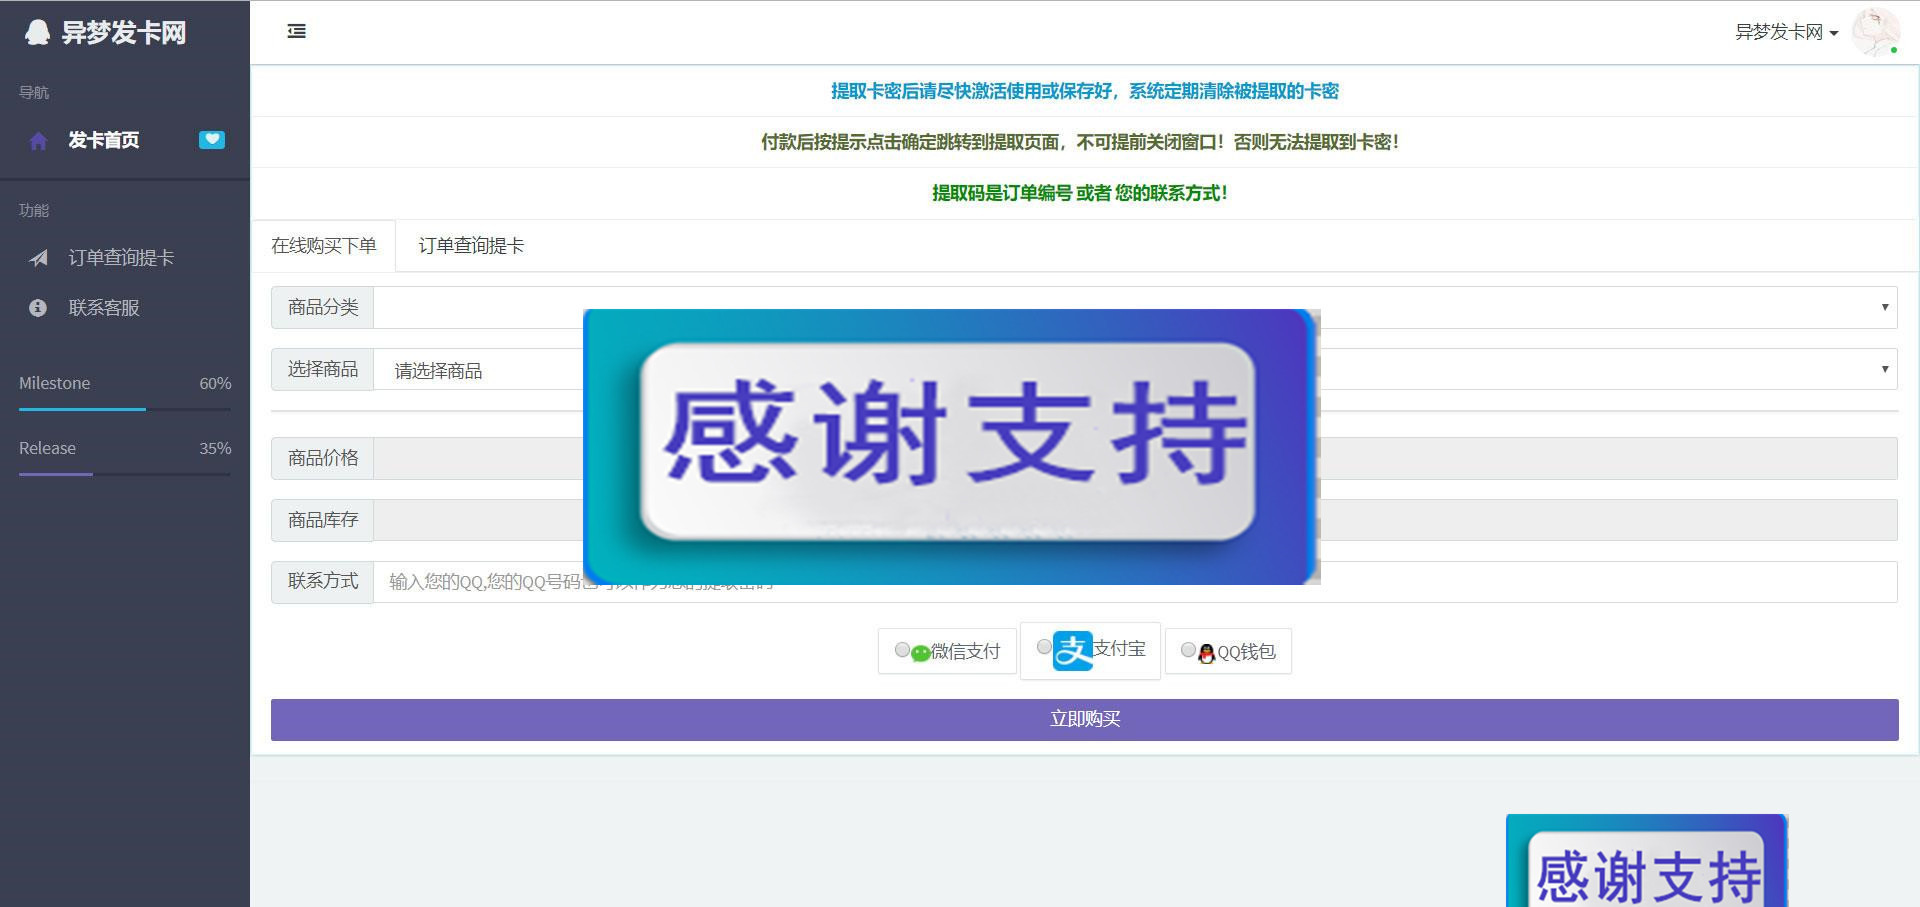 异梦发卡网
异梦发卡网
导航
发卡首页
功能
订单查询提卡
联系客服
Milestone 60%
Release 35%
提取卡密后请尽快激活使用或保存好，系统定期清除被提取的卡密
付款后按提示点击确定跳转到提取页面，不可提前关闭窗口！否则无法提取到卡密！
提取码是订单编号 或者 您的联系方式！
在线购买下单 订单查询提卡
商品分类
选择商品 请选择商品
感谢支持
商品价格
商品库存
联系方式 输入您的QQ,您的QQ号码
微信支付 支付宝 QQ钱包
立即购买
感谢支持